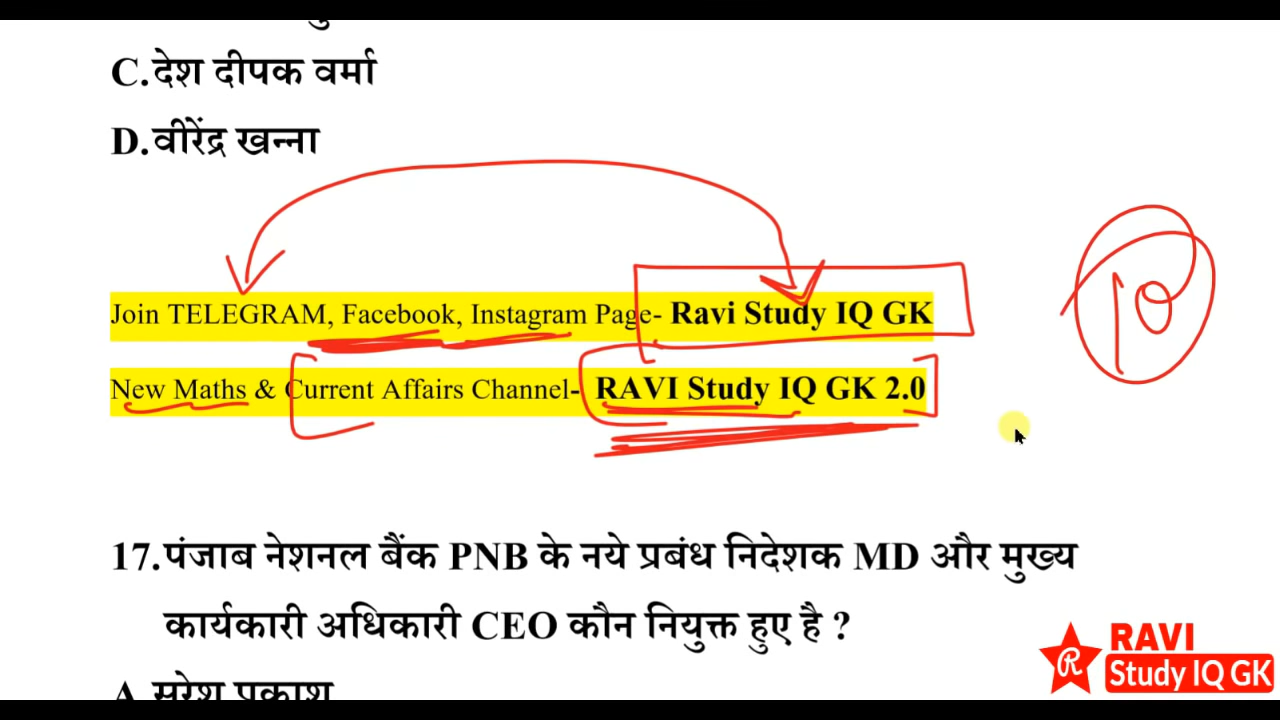 C.देश दीपक वर्मा
D.वीरेंद्र खन्ना
Join TELEGRAM, Facebook, Instagram Page- Ravi Study IQ GK
10
New Maths & Current Affairs Channel- RAVI Study IQ GK 2.0
17.पंजाब नेशनल बैंक PNB के नये प्रबंध निदेशक MD और मुख्य
कार्यकारी अधिकारी CEO कौन नियुक्त हुए है ?
A.सुरेश प्रकाश
R
RAVI
Study IQ GK